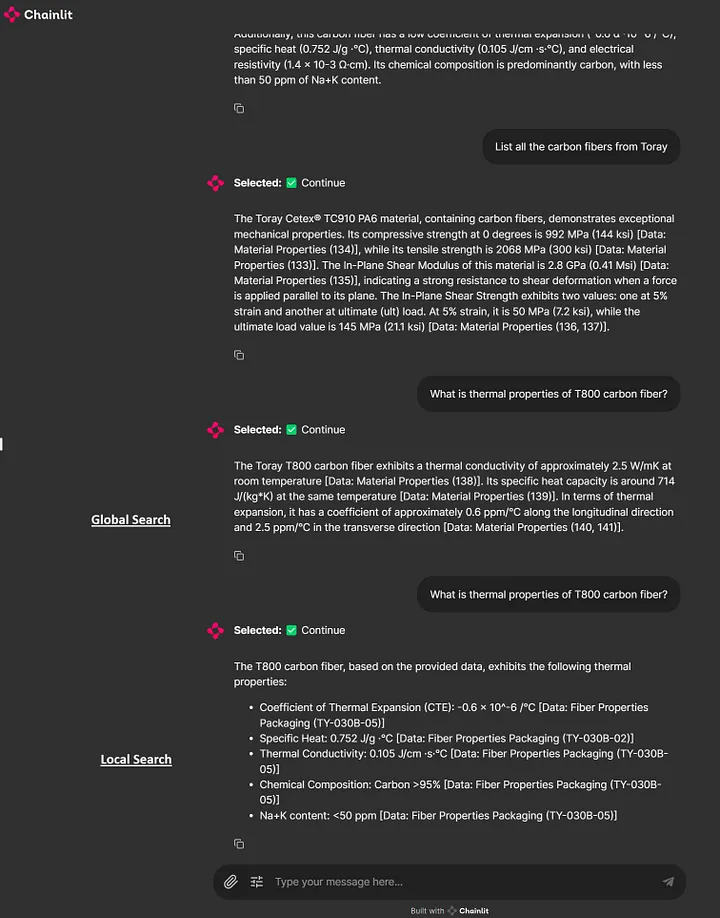 Chainlit
Additionally, this carbon fiber has a low coefficient of thermal expansion
specific heat (0.752 J/g ·°C), thermal conductivity (0.105 J/cm ·s·°C), and electrical
resistivity (1.4 × 10-3 Ω·cm). Its chemical composition is predominantly carbon, with less
than 50 ppm of Na+K content.
List all the carbon fibers from Toray
Selected: ✅ Continue
The Toray Cetex® TC910 PA6 material, containing carbon fibers, demonstrates exceptional
mechanical properties. Its compressive strength at 0 degrees is 992 MPa (144 ksi) [Data:
Material Properties (134)], while its tensile strength is 2068 MPa (300 ksi) [Data: Material
Properties (133)]. The In-Plane Shear Modulus of this material is 2.8 GPa (0.41 Msi) [Data:
Material Properties (135)], indicating a strong resistance to shear deformation when a force
is applied parallel to its plane. The In-Plane Shear Strength exhibits two values: one at 5%
strain and another at ultimate (ult) load. At 5% strain, it is 50 MPa (7.2 ksi), while the
ultimate load value is 145 MPa (21.1 ksi) [Data: Material Properties (136, 137)].
What is thermal properties of T800 carbon fiber?
Selected: ✅ Continue
The Toray T800 carbon fiber exhibits a thermal conductivity of approximately 2.5 W/mK at
room temperature [Data: Material Properties (138)]. Its specific heat capacity is around 714
J/(kg*K) at the same temperature [Data: Material Properties (139)]. In terms of thermal
expansion, it has a coefficient of approximately 0.6 ppm/°C along the longitudinal direction
and 2.5 ppm/°C in the transverse direction [Data: Material Properties (140, 141)].
Global Search
What is thermal properties of T800 carbon fiber?
Selected: ✅ Continue
The T800 carbon fiber, based on the provided data, exhibits the following thermal
properties:
• Coefficient of Thermal Expansion (CTE): -0.6 × 10^-6 /°C [Data: Fiber Properties
Packaging (TY-030B-05)]
• Specific Heat: 0.752 J/g ·°C [Data: Fiber Properties Packaging (TY-030B-02)]
• Thermal Conductivity: 0.105 J/cm ·s·°C [Data: Fiber Properties Packaging (TY-030B-
05)]
• Chemical Composition: Carbon >95% [Data: Fiber Properties Packaging (TY-030B-
05)]
• Na+K content: <50 ppm [Data: Fiber Properties Packaging (TY-030B-05)]
Local Search
Type your message here...
Built with Chainlit